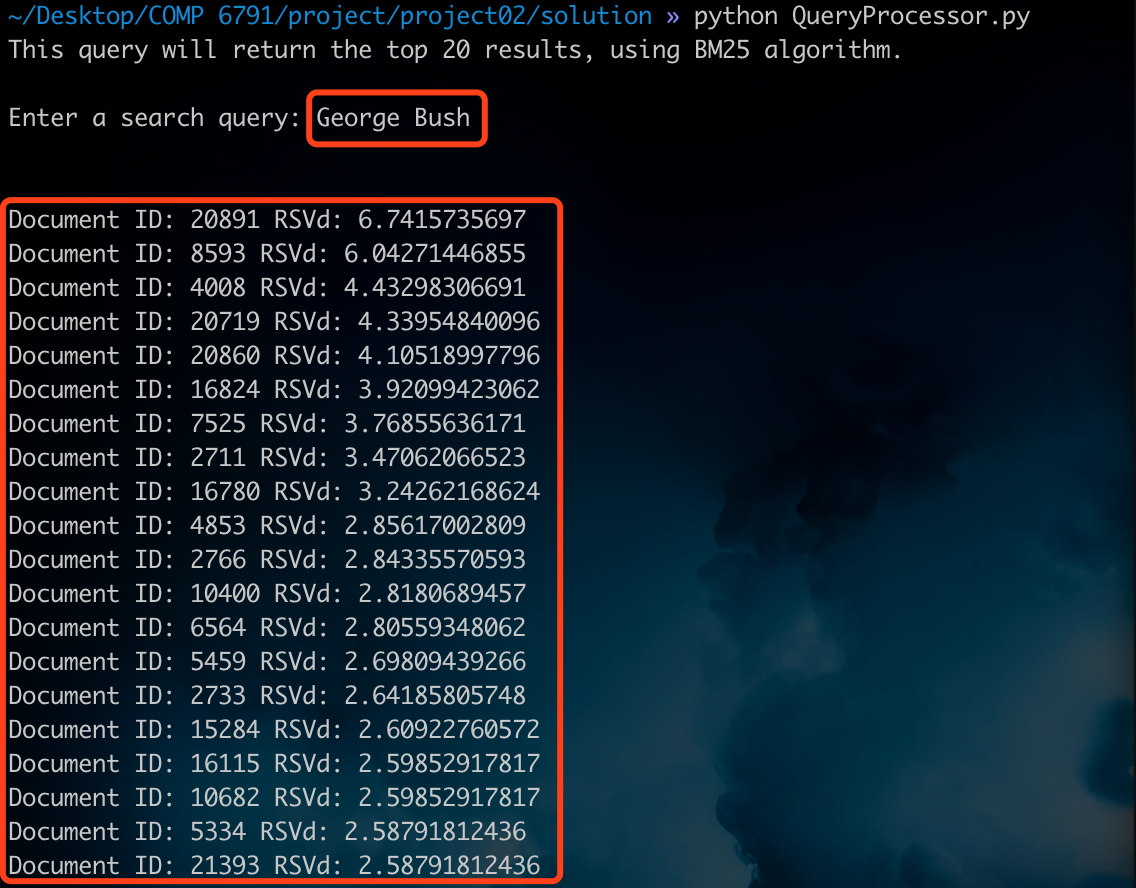 ~/Desktop/COMP 6791/project/project02/solution » python QueryProcessor.py
This query will return the top 20 results, using BM25 algorithm.
Enter a search query: George Bush
Document ID: 20891 RSVd: 6.7415735697
Document ID: 8593 RSVd: 6.04271446855
Document ID: 4008 RSVd: 4.43298306691
Document ID: 20719 RSVd: 4.33954840096
Document ID: 20860 RSVd: 4.10518997796
Document ID: 16824 RSVd: 3.92099423062
Document ID: 7525 RSVd: 3.76855636171
Document ID: 2711 RSVd: 3.47062066523
Document ID: 16780 RSVd: 3.24262168624
Document ID: 4853 RSVd: 2.85617002809
Document ID: 2766 RSVd: 2.84335570593
Document ID: 10400 RSVd: 2.8180689457
Document ID: 6564 RSVd: 2.80559348062
Document ID: 5459 RSVd: 2.69809439266
Document ID: 2733 RSVd: 2.64185805748
Document ID: 15284 RSVd: 2.60922760572
Document ID: 16115 RSVd: 2.59852917817
Document ID: 10682 RSVd: 2.59852917817
Document ID: 5334 RSVd: 2.58791812436
Document ID: 21393 RSVd: 2.58791812436